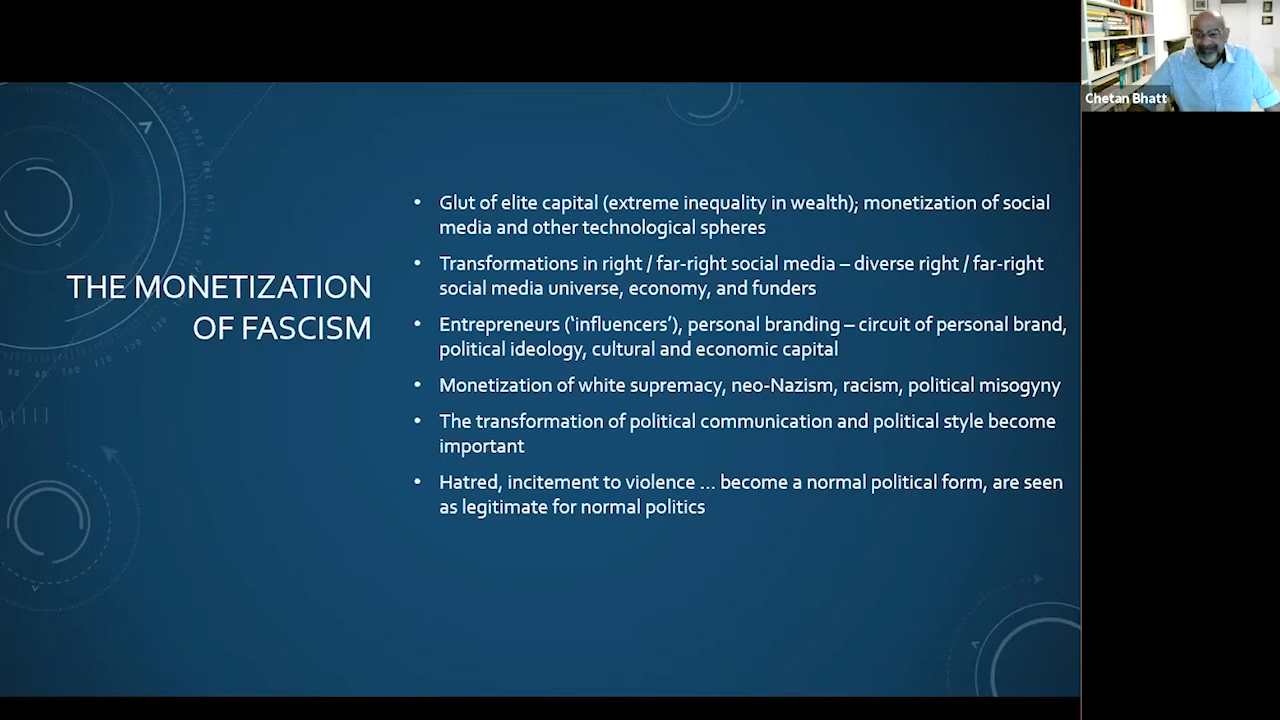 Chetan Bhatt
THE MONETIZATION
OF FASCISM
• Glut of elite capital (extreme inequality in wealth); monetization of social
media and other technological spheres
• Transformations in right / far-right social media – diverse right / far-right
social media universe, economy, and funders
• Entrepreneurs (‘influencers’), personal branding – circuit of personal brand,
political ideology, cultural and economic capital
• Monetization of white supremacy, neo-Nazism, racism, political misogyny
• The transformation of political communication and political style become
important
• Hatred, incitement to violence … become a normal political form, are seen
as legitimate for normal politics